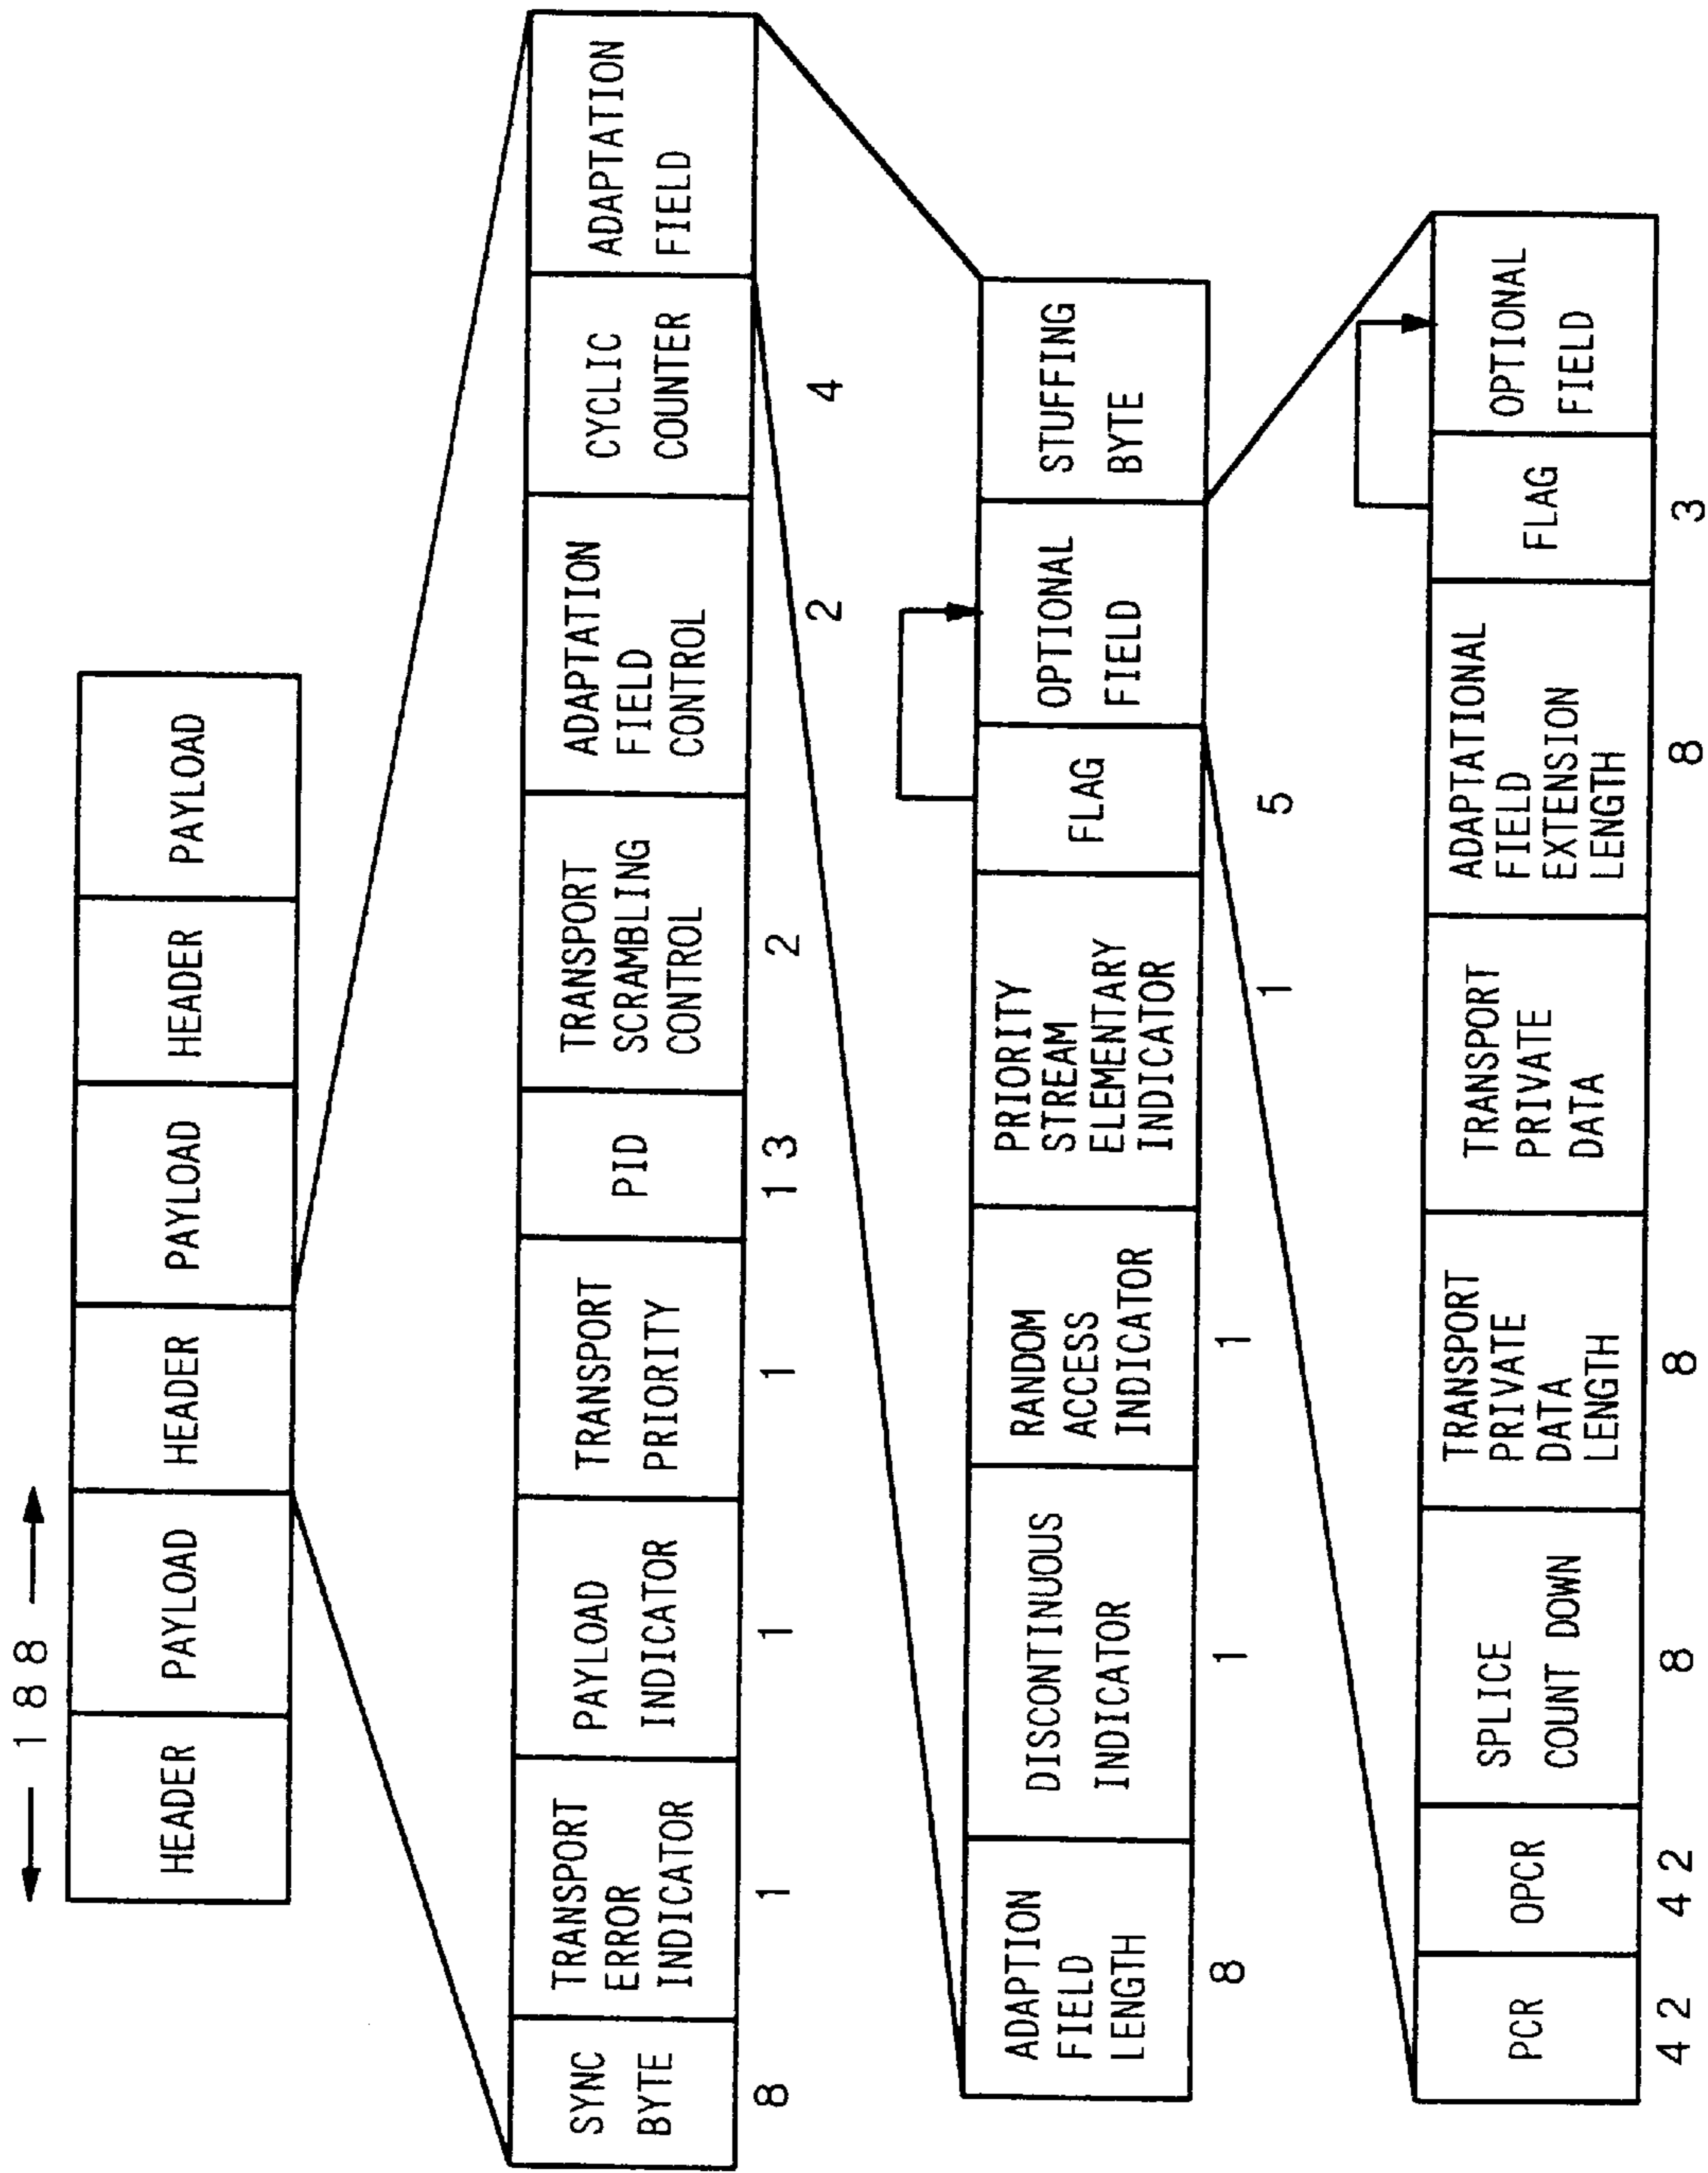 188
HEADER
PAYLOAD
HEADER
PAYLOAD
HEADER
PAYLOAD
SYNC
BYTE
TRANSPORT
ERROR
INDICATOR
PAYLOAD
INDICATOR
TRANSPORT
PRIORITY
PID
TRANSPORT
SCRAMBLING
CONTROL
ADAPTATION
FIELD
CONTROL
CYCLIC
COUNTER
ADAPTATION
FIELD
8
1
1
1
13
2
2
4
ADAPTION
FIELD
LENGTH
DISCONTINUOUS
INDICATOR
RANDOM
ACCESS
INDICATOR
PRIORITY
STREAM
ELEMENTARY
INDICATOR
FLAG
OPTIONAL
FIELD
STUFFING
BYTE
8
1
1
1
5
PCR
OPCR
SPLICE
COUNT DOWN
TRANSPORT
PRIVATE
DATA
LENGTH
TRANSPORT
PRIVATE
DATA
ADAPTATIONAL
FIELD
EXTENSION
LENGTH
FLAG
OPTIONAL
FIELD
42
42
8
8
8
3